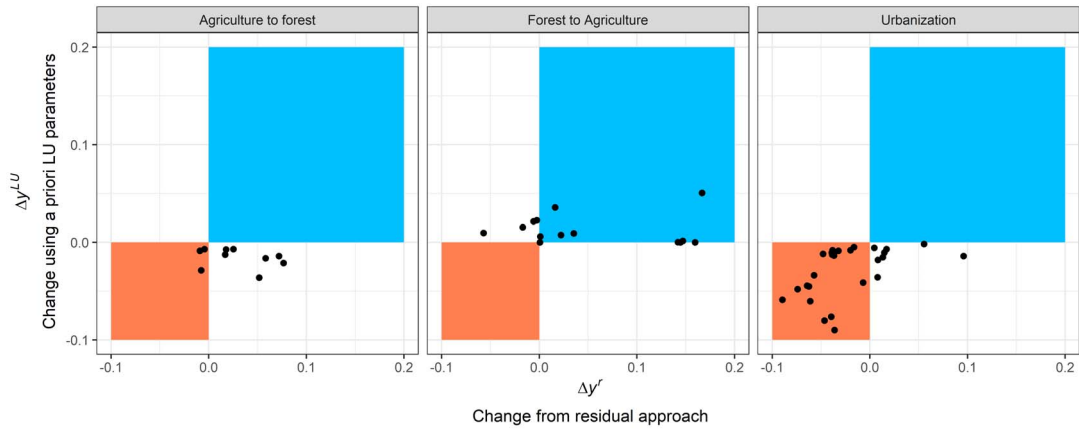 Agriculture to forest
Forest to Agriculture
Urbanization
Δy^LU
Change using a priori LU parameters
0.2
0.1
0.0
-0.1
-0.1 0.0 0.1 0.2
-0.1 0.0 0.1 0.2
-0.1 0.0 0.1 0.2
Δy^r
Change from residual approach